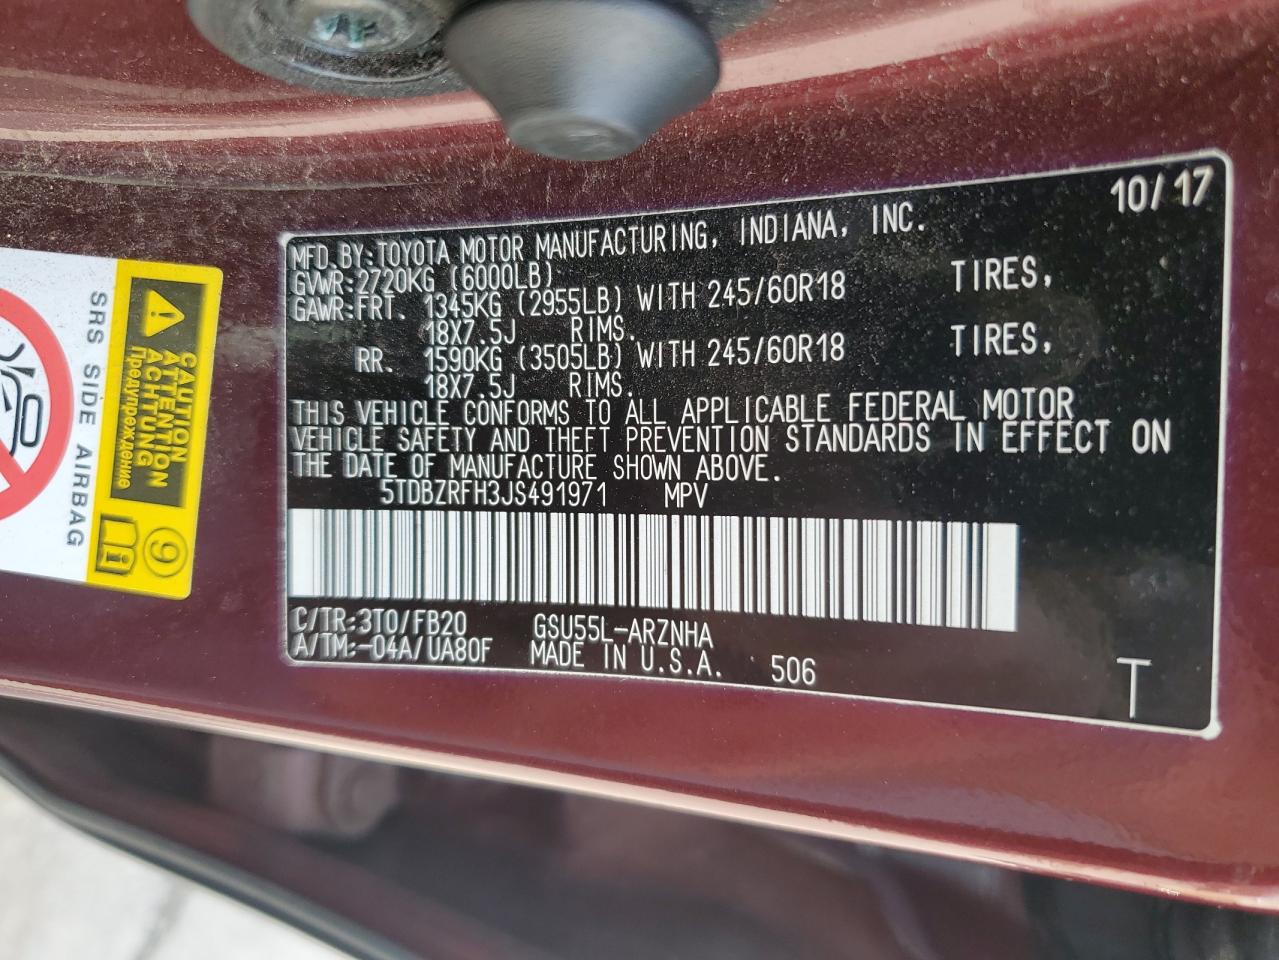 10/17
MFD.BY:TOYOTA MOTOR MANUFACTURING, INDIANA, INC.
GVWR:2720KG (6000LB)
GAWR:FRT. 1345KG (2955LB) WITH 245/60R18 TIRES,
18X7.5J RIMS.
RR. 1590KG (3505LB) WITH 245/60R18 TIRES,
18X7.5J RIMS.
THIS VEHICLE CONFORMS TO ALL APPLICABLE FEDERAL MOTOR
VEHICLE SAFETY AND THEFT PREVENTION STANDARDS IN EFFECT ON
THE DATE OF MANUFACTURE SHOWN ABOVE.
5TDBZRFH3JS491971 MPV
C/TR:3T0/FB20 GSU55L-ARZNHA
A/TM:-04A/UA80F MADE IN U.S.A. 506
T
CAUTION
ATTENTION
ACHTUNG
Предупреждение
9
SRS SIDE AIRBAG